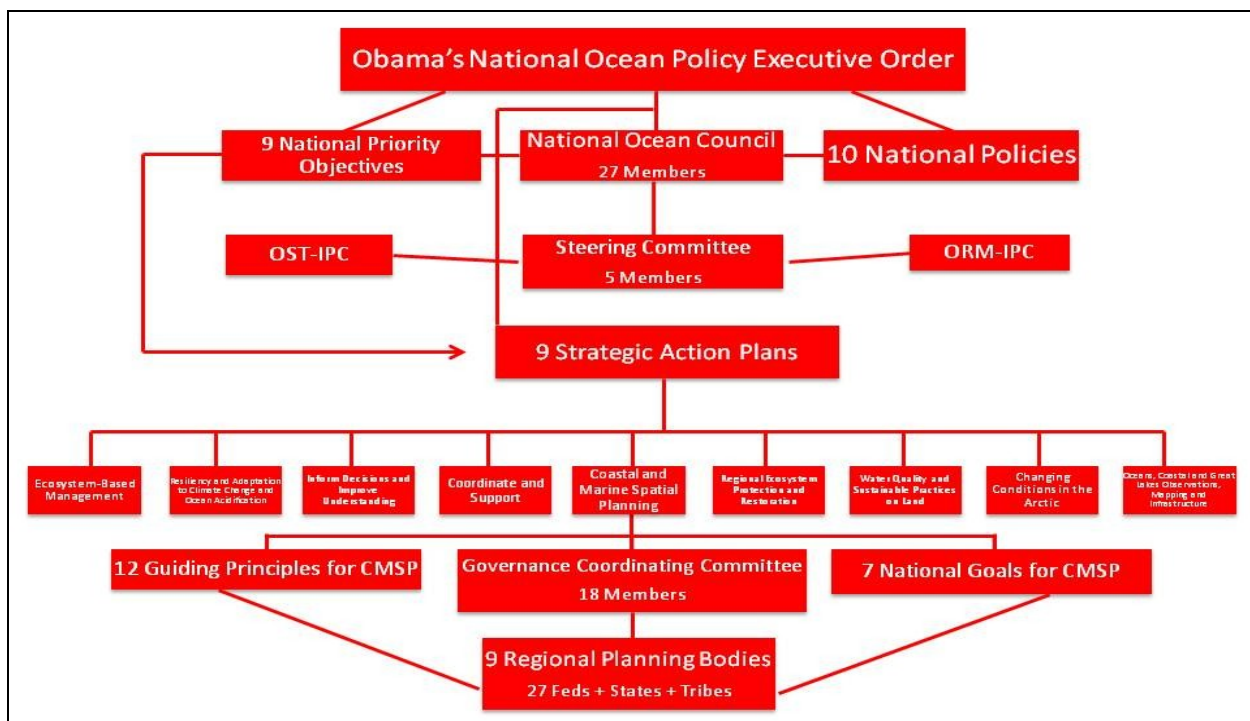 Obama's National Ocean Policy Executive Order
9 National Priority
Objectives
National Ocean Council
27 Members
10 National Policies
OST-IPC
Steering Committee
5 Members
ORM-IPC
9 Strategic Action Plans
Ecosystem-Based
Management
Resiliency and Adaptation
to Climate Change and
Ocean Acidification
Inform Decisions and
Improve
Understanding
Coordinate and
Support
Coastal and
Marine Spatial
Planning
Regional Ecosystem
Protection and
Restoration
Water Quality and
Sustainable Practices
on Land
Changing
Conditions in the
Arctic
Oceans, Coastal and Great
Lakes Observations,
Mapping and
Infrastructure
12 Guiding Principles for CMSP
Governance Coordinating Committee
18 Members
7 National Goals for CMSP
9 Regional Planning Bodies
27 Feds + States + Tribes